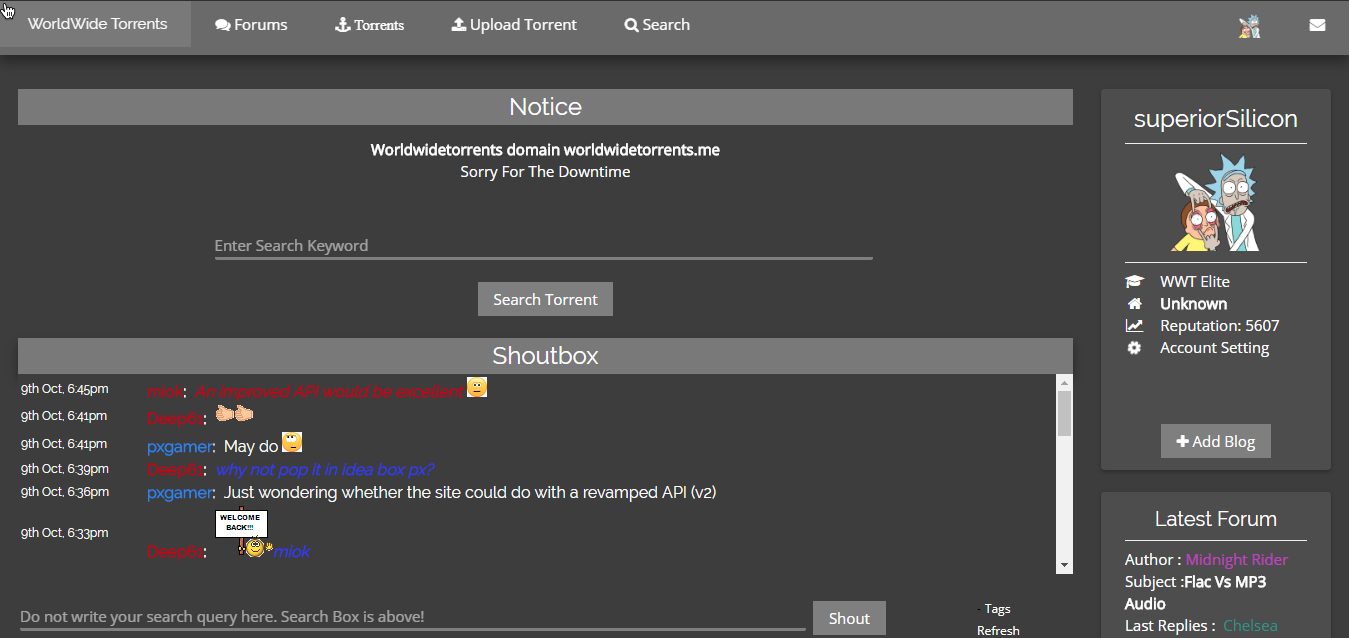 WorldWide Torrents
Forums
Torrents
Upload Torrent
Search
Notice
Worldwidetorrents domain worldwidetorrents.me
Sorry For The Downtime
Enter Search Keyword
Search Torrent
Shoutbox
9th Oct, 6:45pm miok: An Improved API would be excellent
9th Oct, 6:41pm Deep61:
9th Oct, 6:41pm pxgamer: May do
9th Oct, 6:39pm Deep61: why not pop it in idea box px?
9th Oct, 6:36pm pxgamer: Just wondering whether the site could do with a revamped API (v2)
WELCOME
BACK!!!
9th Oct, 6:33pm Deep61: miok
Do not write your search query here. Search Box is above!
Shout
- Tags
Refresh
superiorSilicon
WWT Elite
Unknown
Reputation: 5607
Account Setting
Add Blog
Latest Forum
Author : Midnight Rider
Subject :Flac Vs MP3
Audio
Last Replies : Chelsea